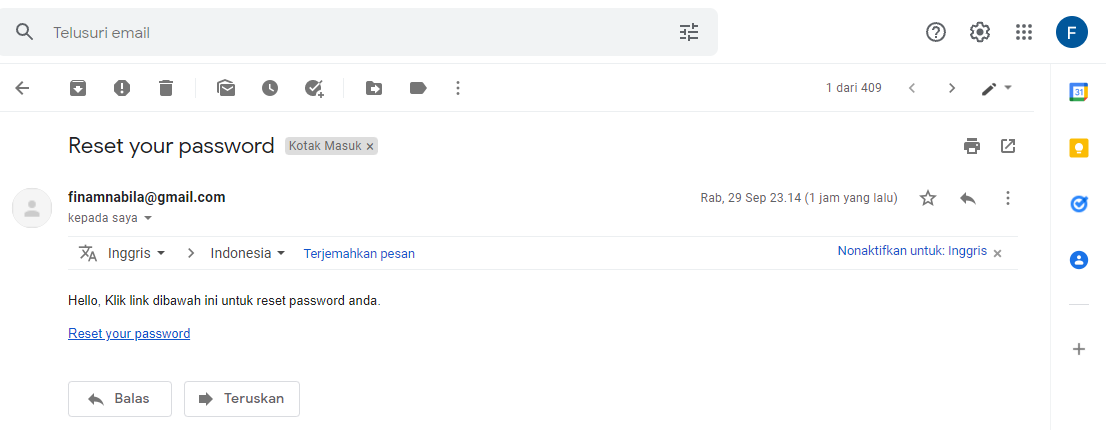 Telusuri email
F
1 dari 409
31
Reset your password Kotak Masuk x
finamnabila@gmail.com Rab, 29 Sep 23.14 (1 jam yang lalu)
kepada saya
Inggris > Indonesia Terjemahkan pesan Nonaktifkan untuk: Inggris x
Hello, Klik link dibawah ini untuk reset password anda.
Reset your password
Balas Teruskan